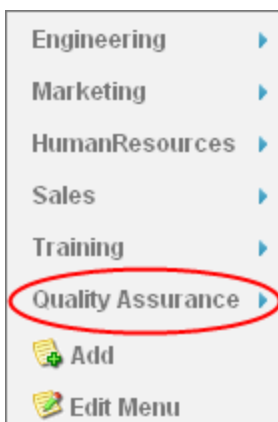 Engineering
Marketing
HumanResources
Sales
Training
Quality Assurance
Add
Edit Menu